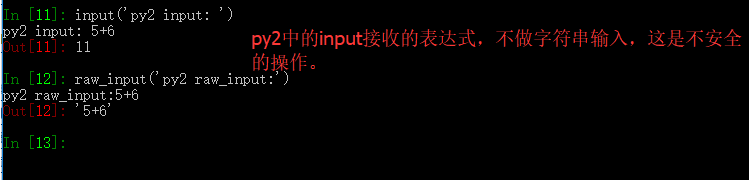 In [11]: input('py2 input: ')
py2 input: 5+6
Out[11]: 11
py2中的input接收的表达式，不做字符串输入，这是不安全
的操作。
In [12]: raw_input('py2 raw_input:')
py2 raw_input:5+6
Out[12]: '5+6'
In [13]: